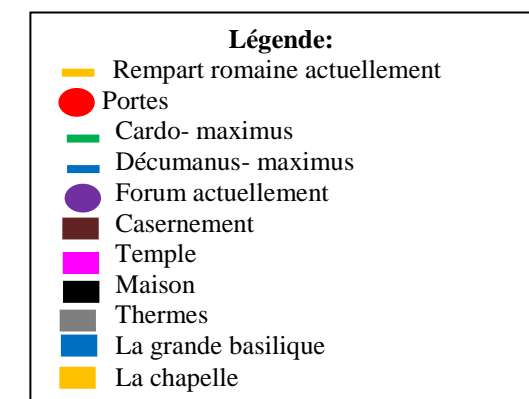 Légende:
Rempart romaine actuellement
Portes
Cardo- maximus
Décumanus- maximus
Forum actuellement
Casernement
Temple
Maison
Thermes
La grande basilique
La chapelle